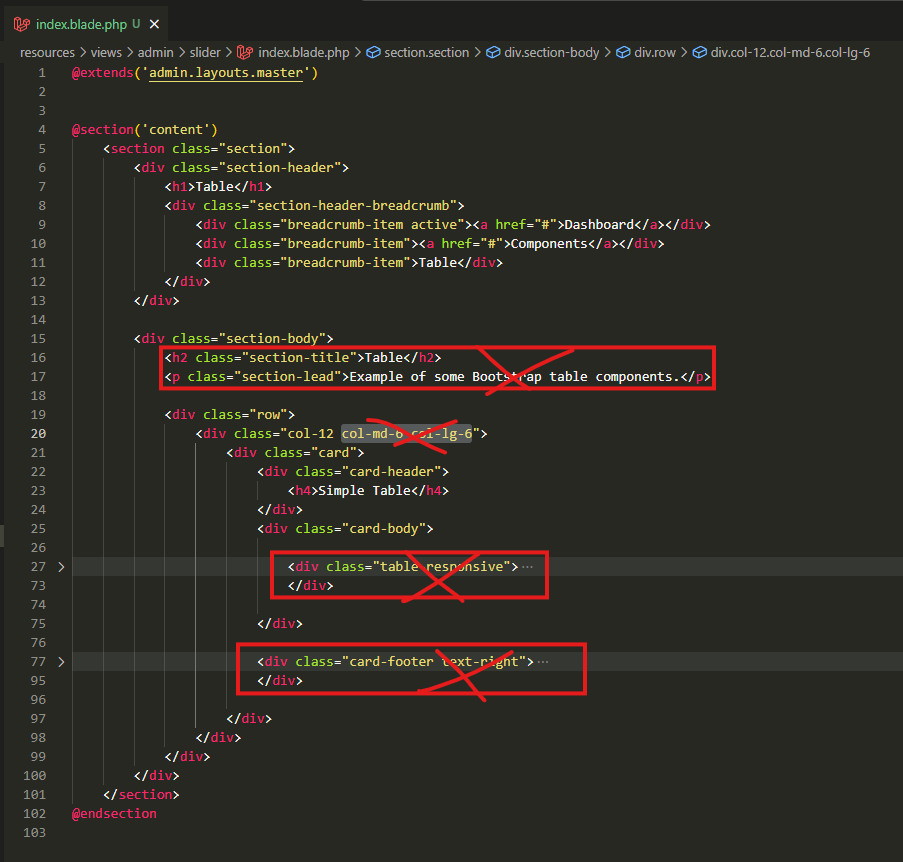 index.blade.php U ×
resources > views > admin > slider > index.blade.php > section.section > div.section-body > div.row > div.col-12.col-md-6.col-lg-6
1 @extends('admin.layouts.master')
2
3
4 @section('content')
5 <section class="section">
6 <div class="section-header">
7 <h1>Table</h1>
8 <div class="section-header-breadcrumb">
9 <div class="breadcrumb-item active"><a href="#">Dashboard</a></div>
10 <div class="breadcrumb-item"><a href="#">Components</a></div>
11 <div class="breadcrumb-item">Table</div>
12 </div>
13 </div>
14
15 <div class="section-body">
16 <h2 class="section-title">Table</h2>
17 <p class="section-lead">Example of some Bootstrap table components.</p>
18
19 <div class="row">
20 <div class="col-12 col-md-6 col-lg-6">
21 <div class="card">
22 <div class="card-header">
23 <h4>Simple Table</h4>
24 </div>
25 <div class="card-body">
26
27 > <div class="table-responsive">···
73 </div>
74
75 </div>
76
77 > <div class="card-footer text-right">···
95 </div>
96
97 </div>
98 </div>
99 </div>
100 </div>
101 </section>
102 @endsection
103